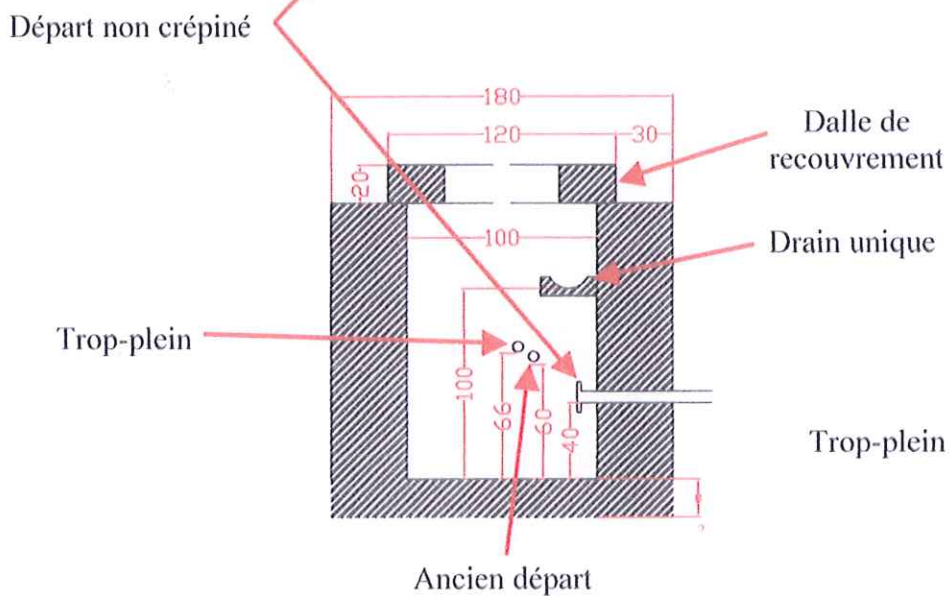 Départ non crépiné
180
120
30
Dalle de
recouvrement
20
100
Drain unique
Trop-plein
100
66
60
40
Trop-plein
?
Ancien départ